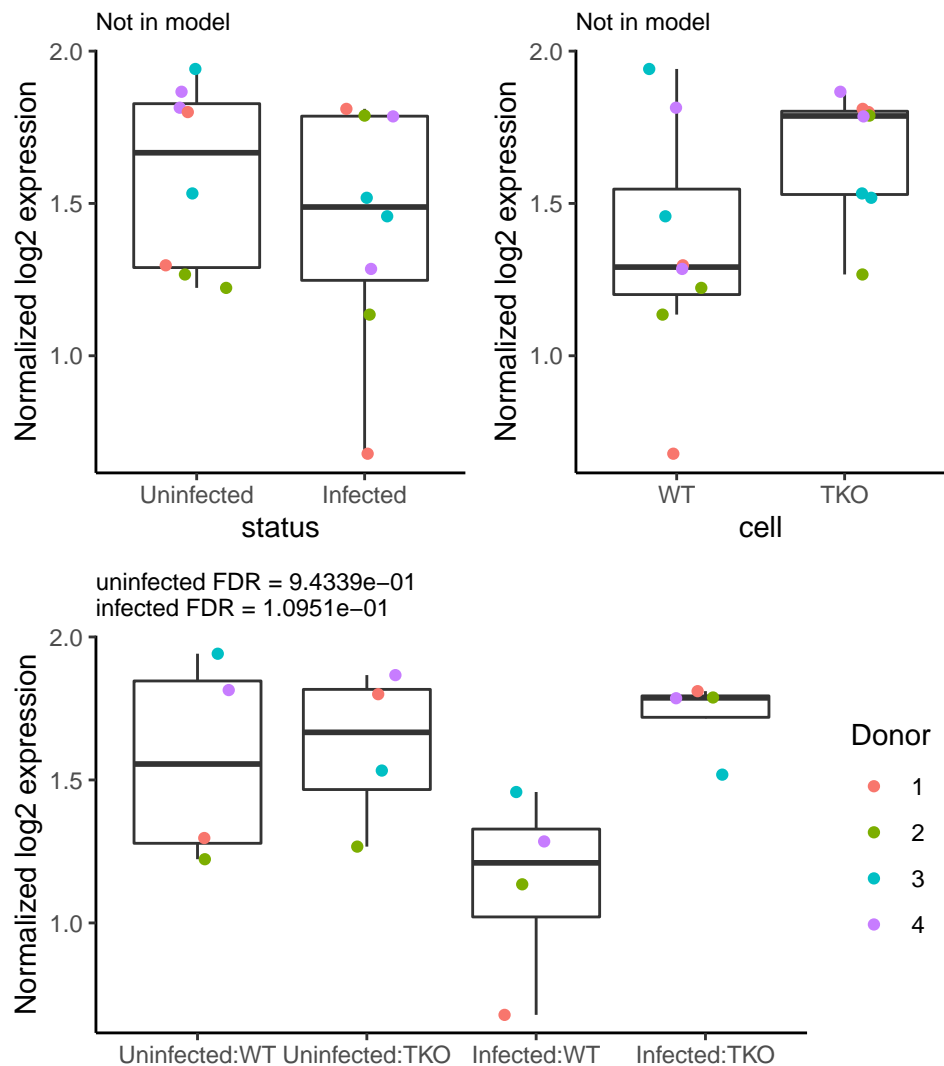 Not in model
2.0
1.5
1.0
Normalized log2 expression
Uninfected Infected
status
Not in model
2.0
1.5
1.0
Normalized log2 expression
WT TKO
cell
uninfected FDR = 9.4339e−01
infected FDR = 1.0951e−01
2.0
1.5
1.0
Normalized log2 expression
Uninfected:WT Uninfected:TKO Infected:WT Infected:TKO
Donor
1
2
3
4